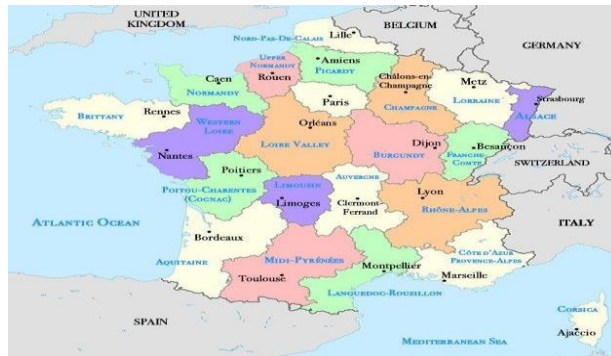 UNITED
KINGDOM
BELGIUM
GERMANY
NORD-PAS-DE-CALAIS
Lille
UPPER
NORMANDY
Rouen
Amiens
PICARDY
Caen
NORMANDY
Châlons-en-
Champagne
CHAMPAGNE
Metz
LORRAINE
Strasbourg
ALSACE
Paris
BRITTANY
Rennes
WESTERN
LOIRE
Nantes
Orléans
LOIRE VALLEY
BURGUNDY
Dijon
Besançon
FRANCHE-
COMTE
SWITZERLAND
Poitiers
POITOU-CHARENTES
(COGNAC)
LIMOUSIN
Limoges
AUVERGNE
Clermont-
Ferrand
Lyon
RHÔNE-ALPES
ATLANTIC OCEAN
ITALY
Bordeaux
AQUITAINE
MIDI-PYRÉNÉES
Toulouse
Montpellier
LANGUEDOC-ROUZILLON
CÔTE D'AZUR
PROVENCE-ALPES
Marseille
SPAIN
MEDITERRANEAN SEA
CORSICA
Ajaccio